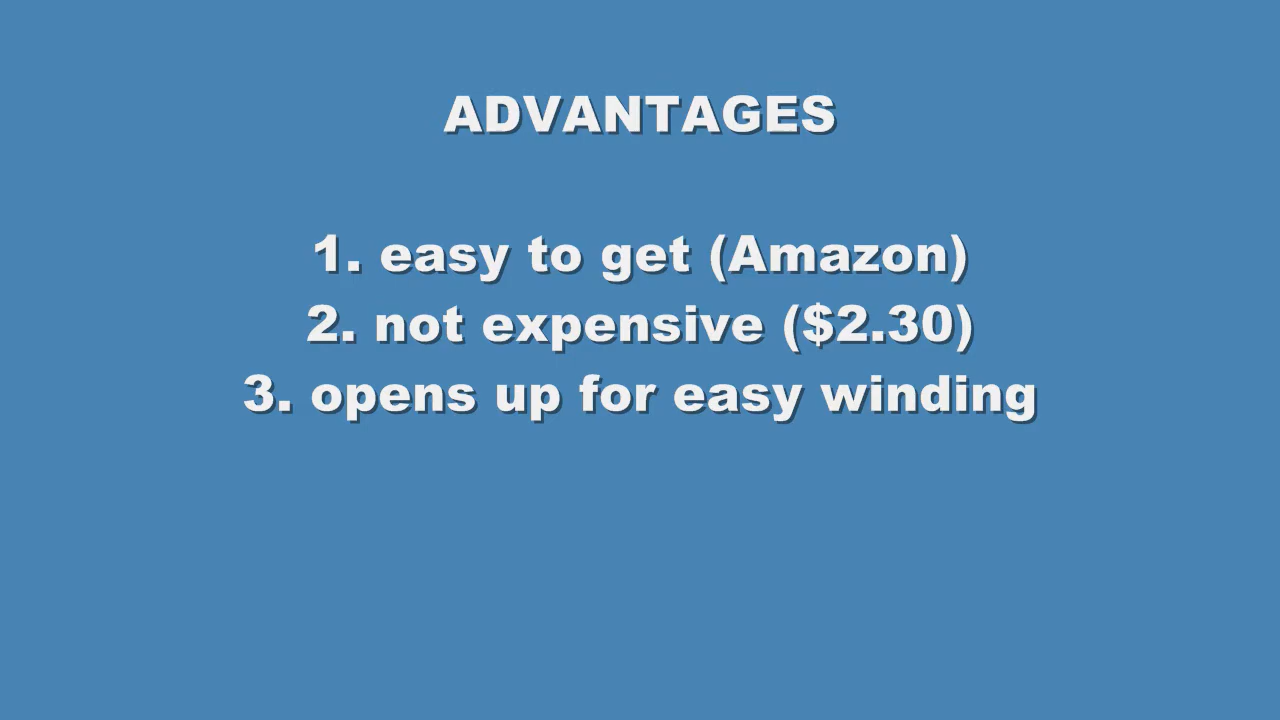 ADVANTAGES
1. easy to get (Amazon)
2. not expensive ($2.30)
3. opens up for easy winding